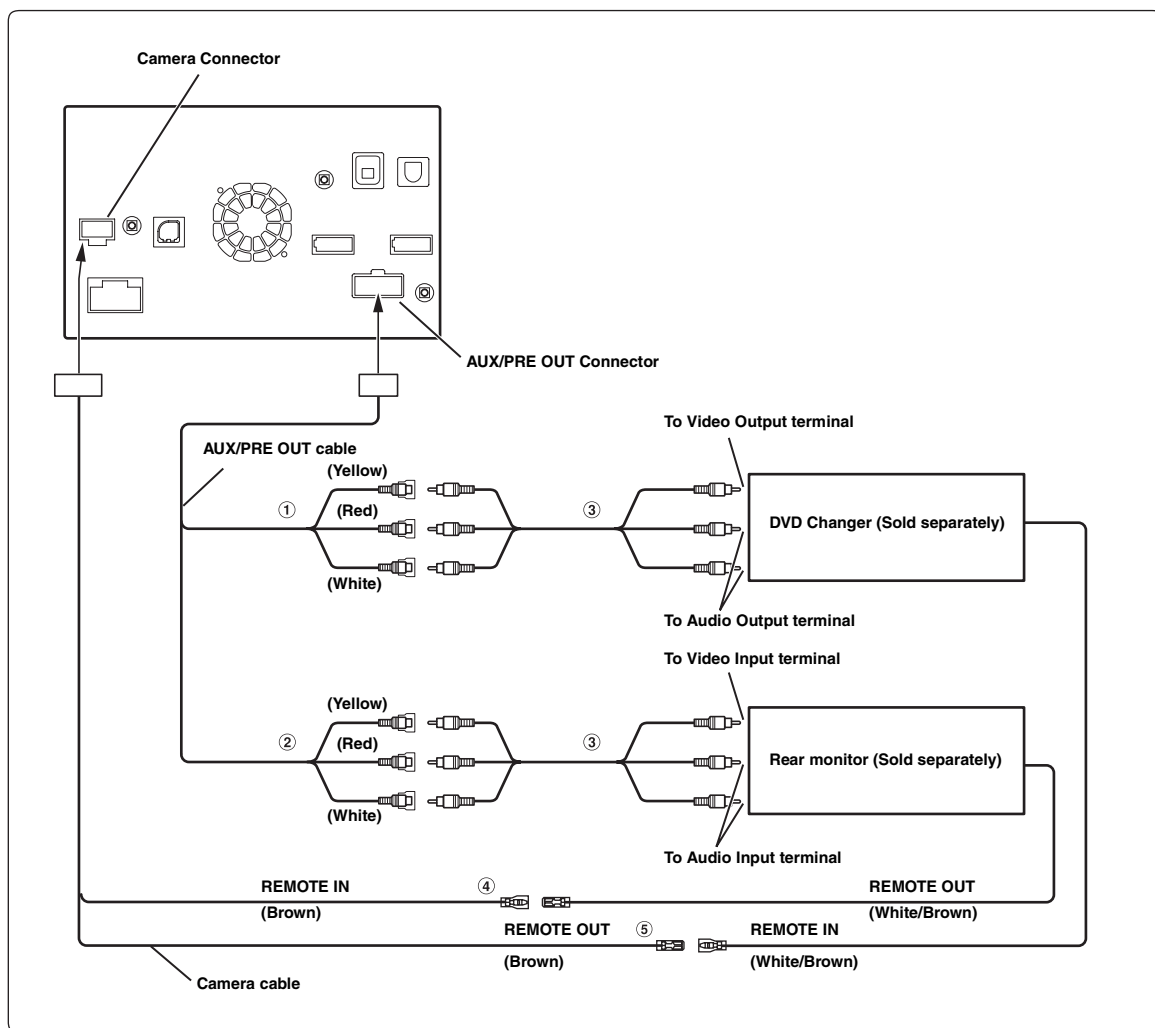 Camera Connector
AUX/PRE OUT Connector
To Video Output terminal
AUX/PRE OUT cable
(Yellow)
①
(Red)
③
DVD Changer (Sold separately)
(White)
To Audio Output terminal
To Video Input terminal
(Yellow)
②
(Red)
③
Rear monitor (Sold separately)
(White)
To Audio Input terminal
REMOTE IN
④
REMOTE OUT
(Brown)
(White/Brown)
REMOTE OUT
⑤
REMOTE IN
(Brown)
(White/Brown)
Camera cable